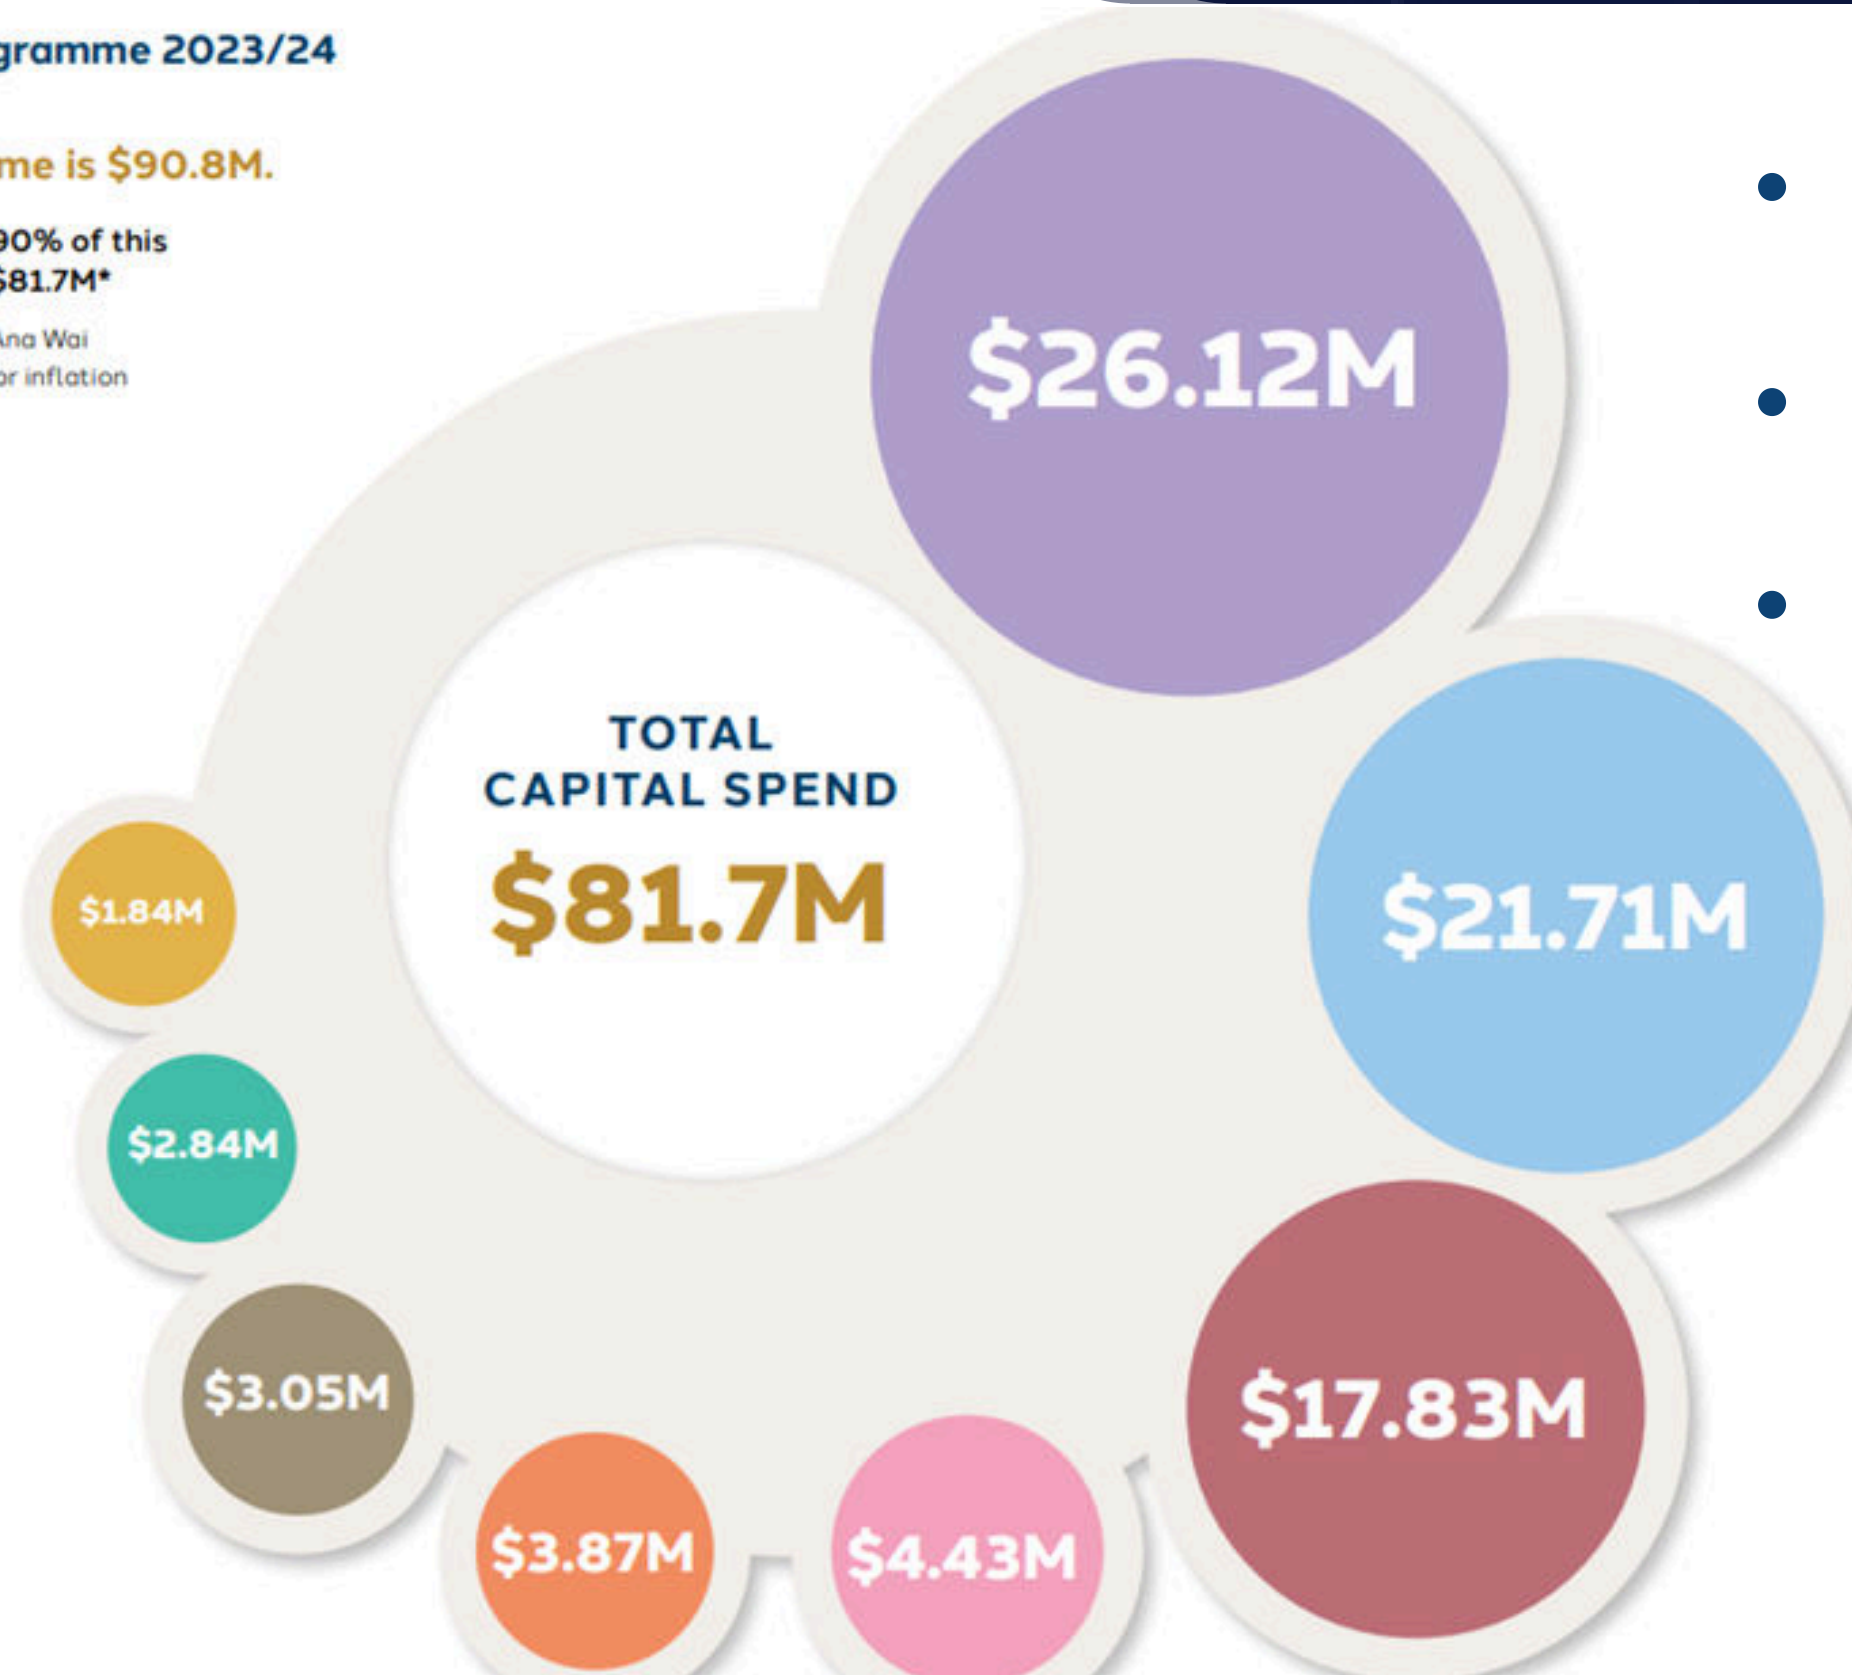 gramme 2023/24
me is $90.8M.
90% of this
$81.7M*
Ana Wai
or inflation
$26.12M
TOTAL
CAPITAL SPEND
$81.7M
$21.71M
$1.84M
$2.84M
$3.05M
$17.83M
$3.87M
$4.43M